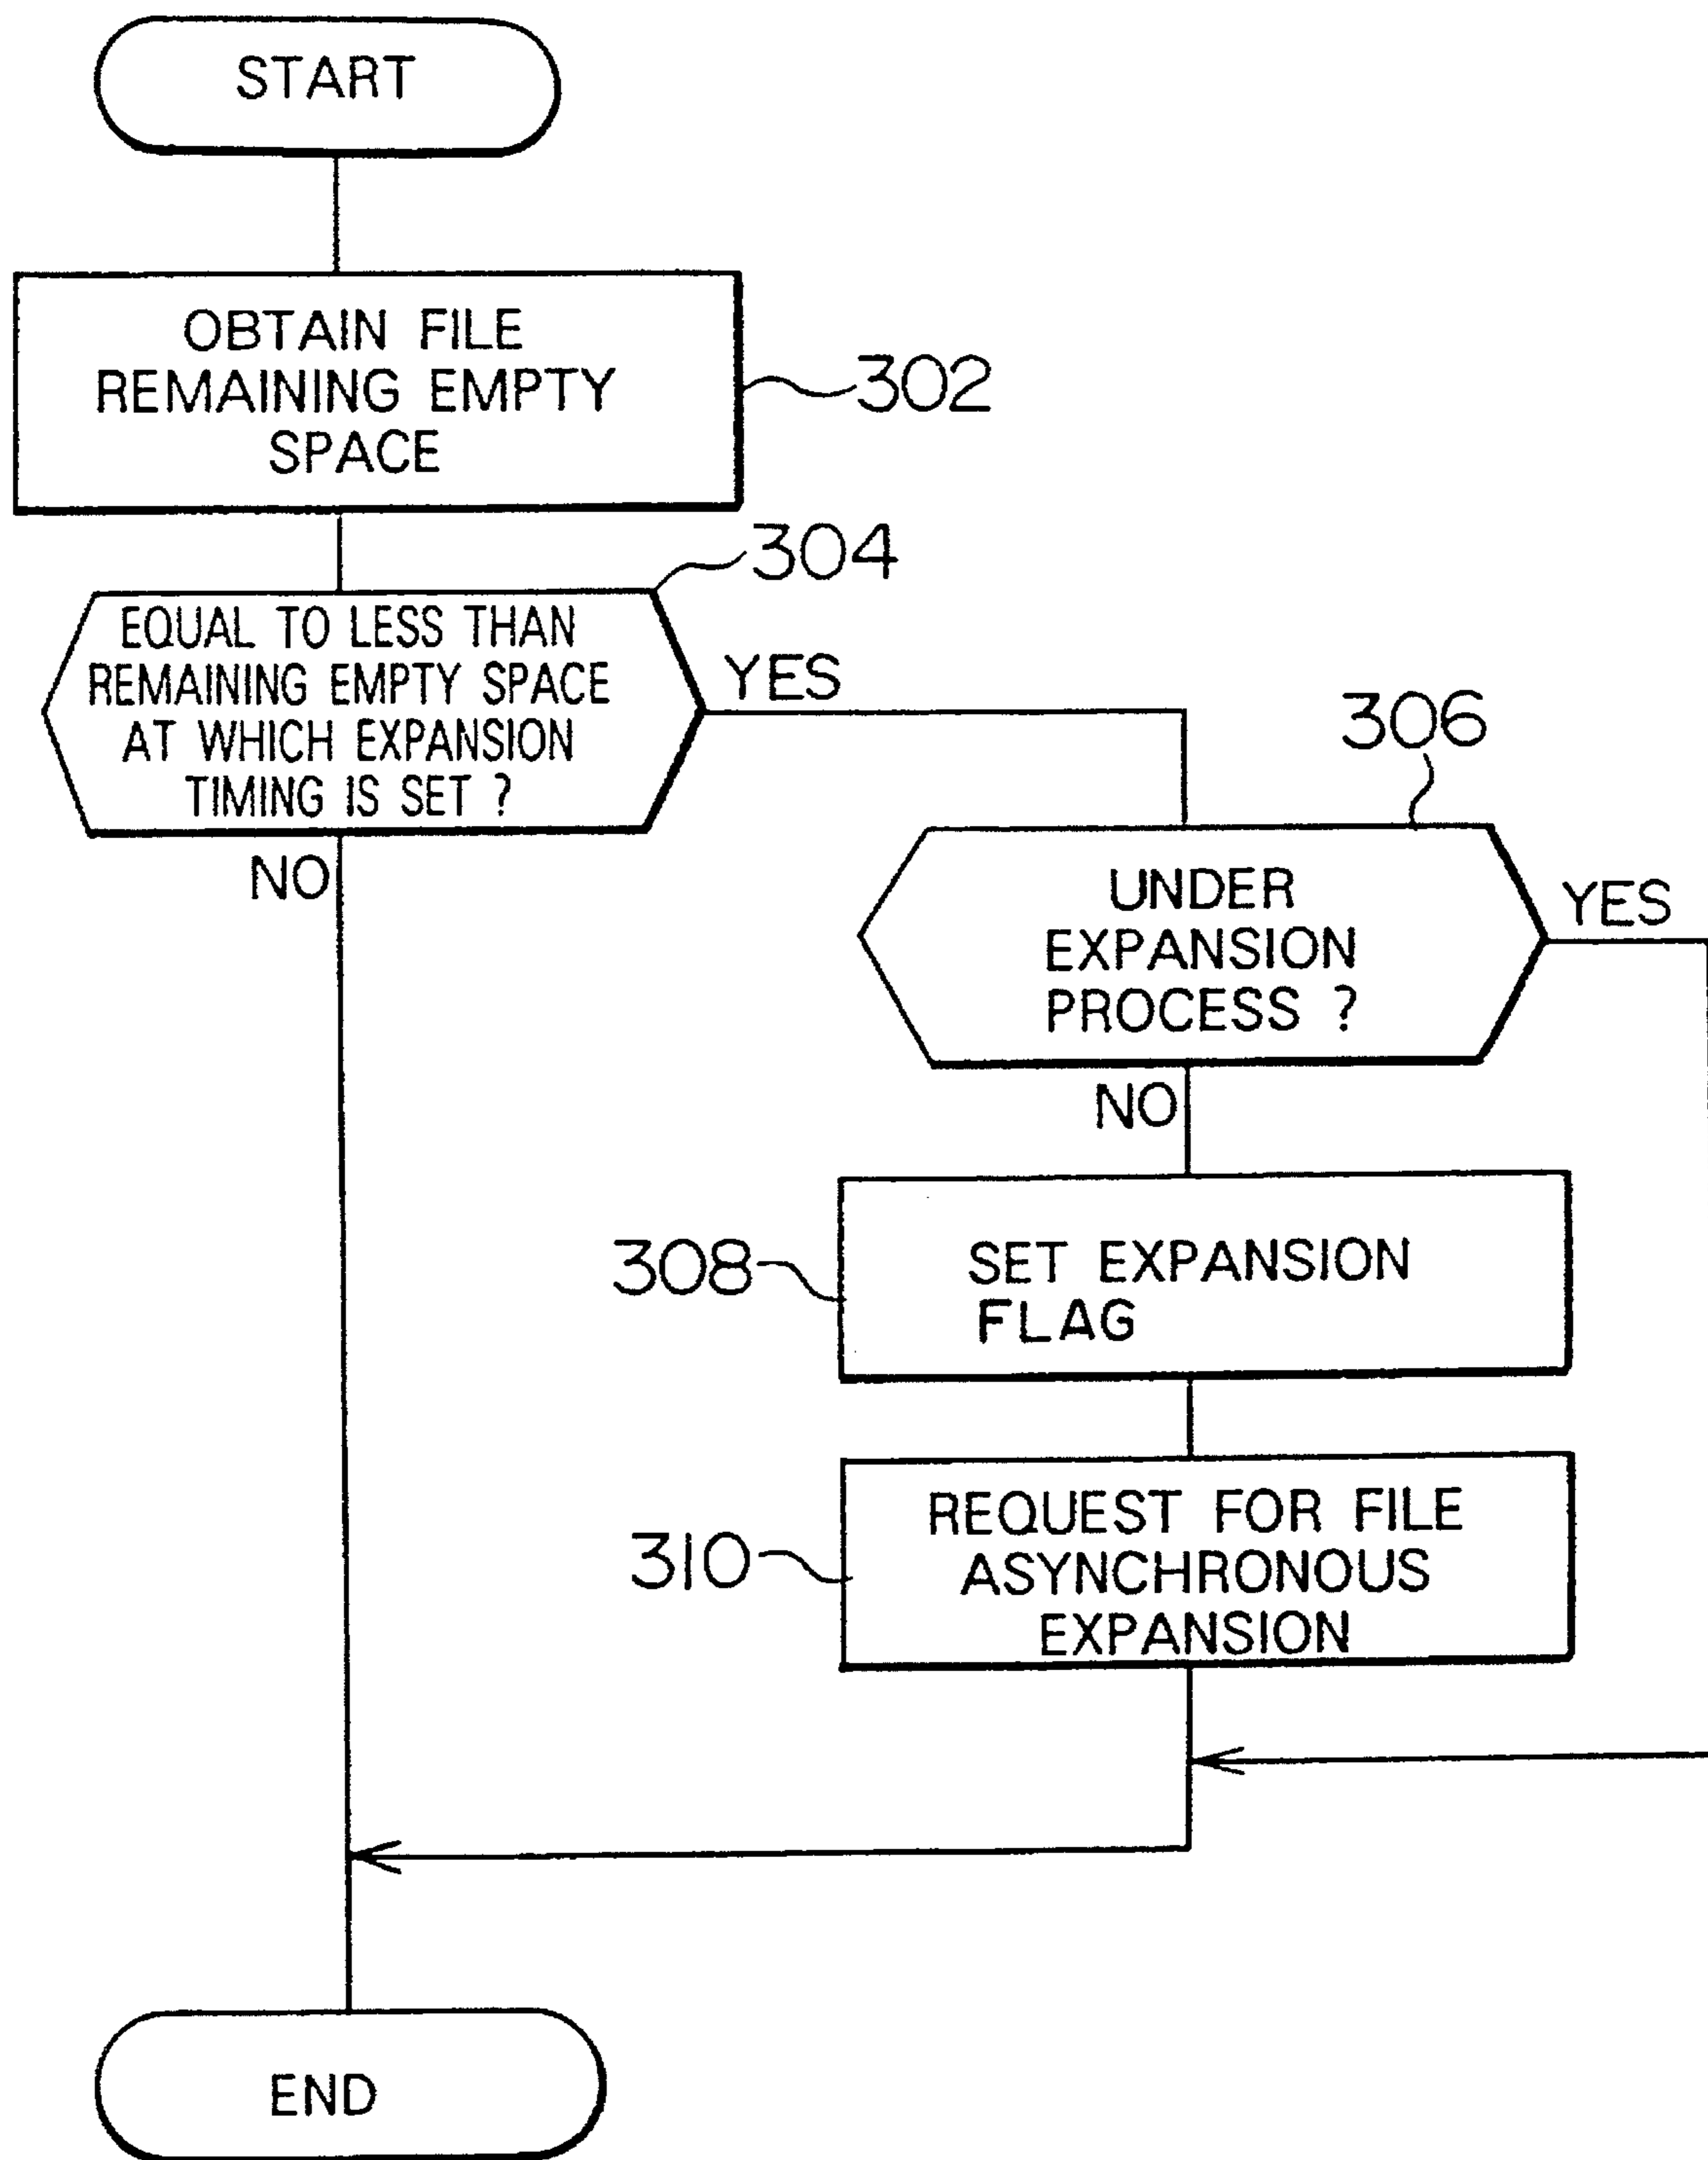 START
OBTAIN FILE
REMAINING EMPTY
SPACE
302
304
EQUAL TO LESS THAN
REMAINING EMPTY SPACE
AT WHICH EXPANSION
TIMING IS SET ?
YES
NO
306
UNDER
EXPANSION
PROCESS ?
YES
NO
308
SET EXPANSION
FLAG
310
REQUEST FOR FILE
ASYNCHRONOUS
EXPANSION
END